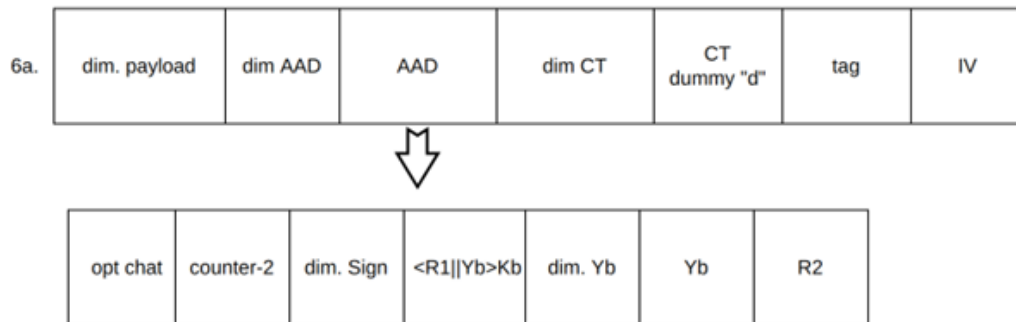 6a. dim. payload dim AAD AAD dim CT CT dummy "d" tag IV
opt chat counter-2 dim. Sign <R1||Yb>Kb dim. Yb Yb R2